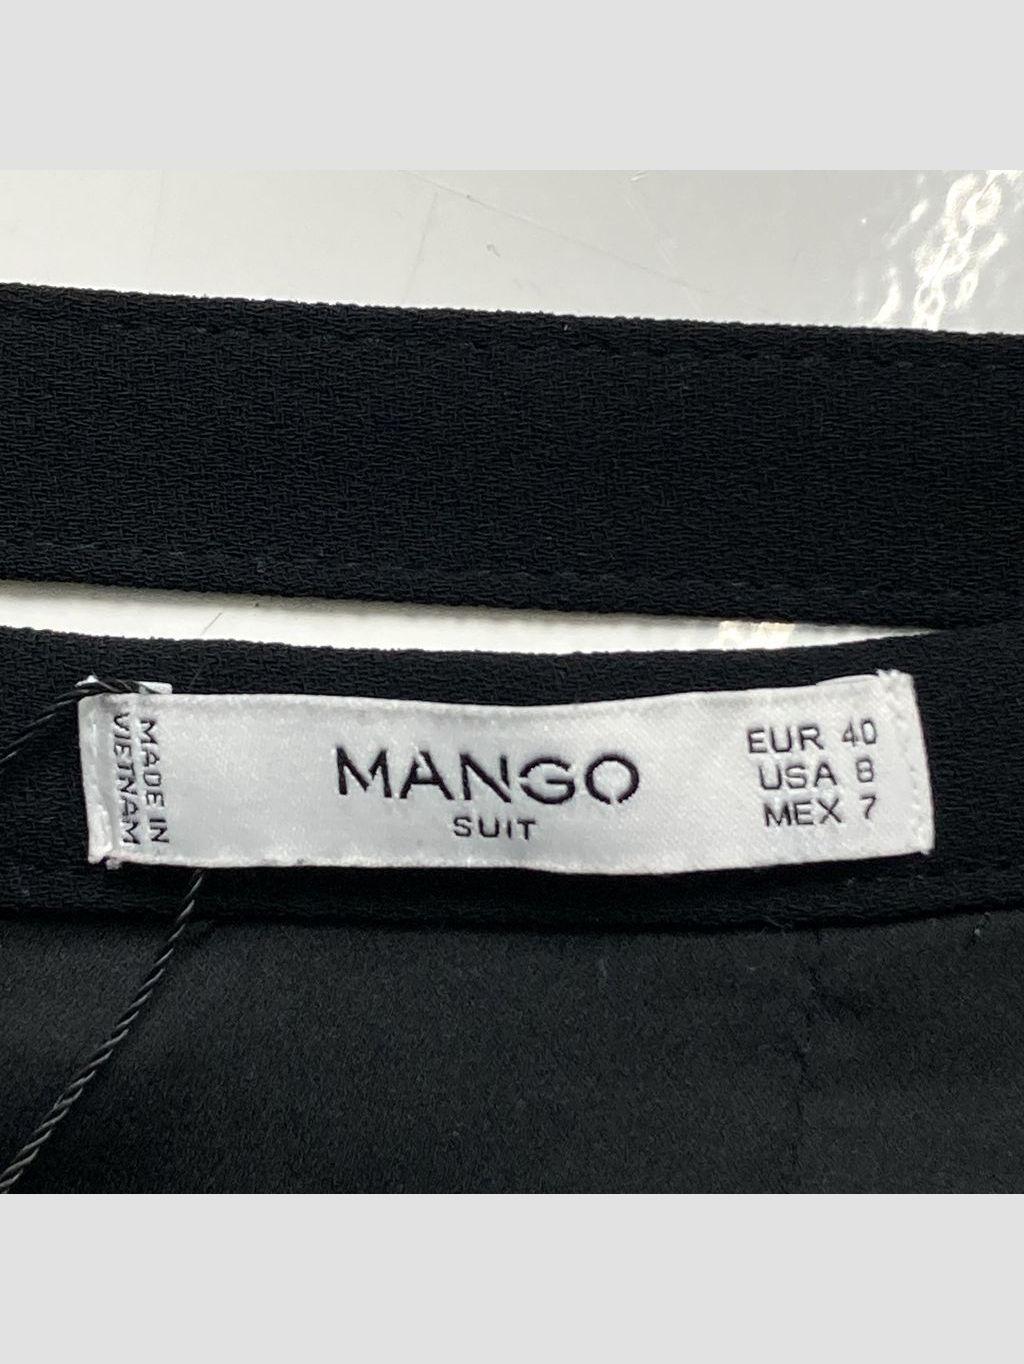 MADE IN
VIETNAM
MANGO
SUIT
EUR 40
USA 8
MEX 7